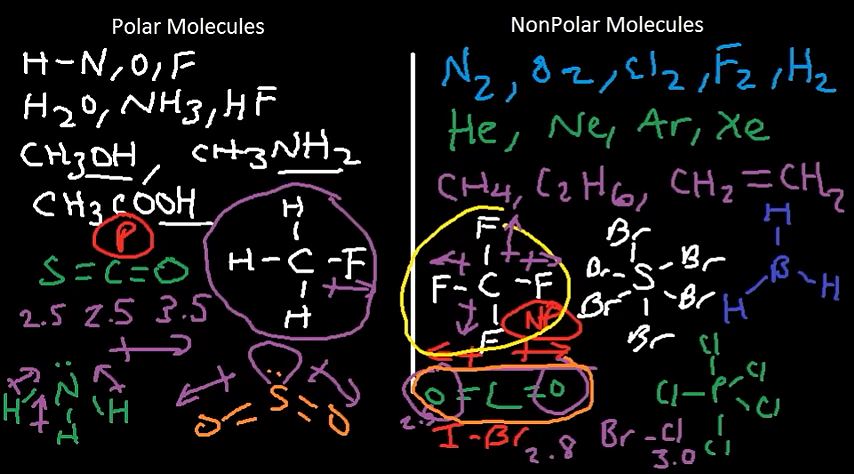 Polar Molecules
H-N, O, F
H2O, NH3, HF
CH3OH, CH3NH2
CH3COOH
P
S=C=O
2.5 2.5 3.5
H
H-C-F
H
N
H H
H
S
O O
NonPolar Molecules
N2, O2, Cl2, F2, H2
He, Ne, Ar, Xe
CH4, C2H6, CH2=CH2
F
F-C-F
F
NP
Br
Br S Br
Br Br
Br
H
B
H H
O=C=O
2.5
I-Br 2.8
Br-Cl
3.0
Cl
Cl-P Cl
Cl
Cl